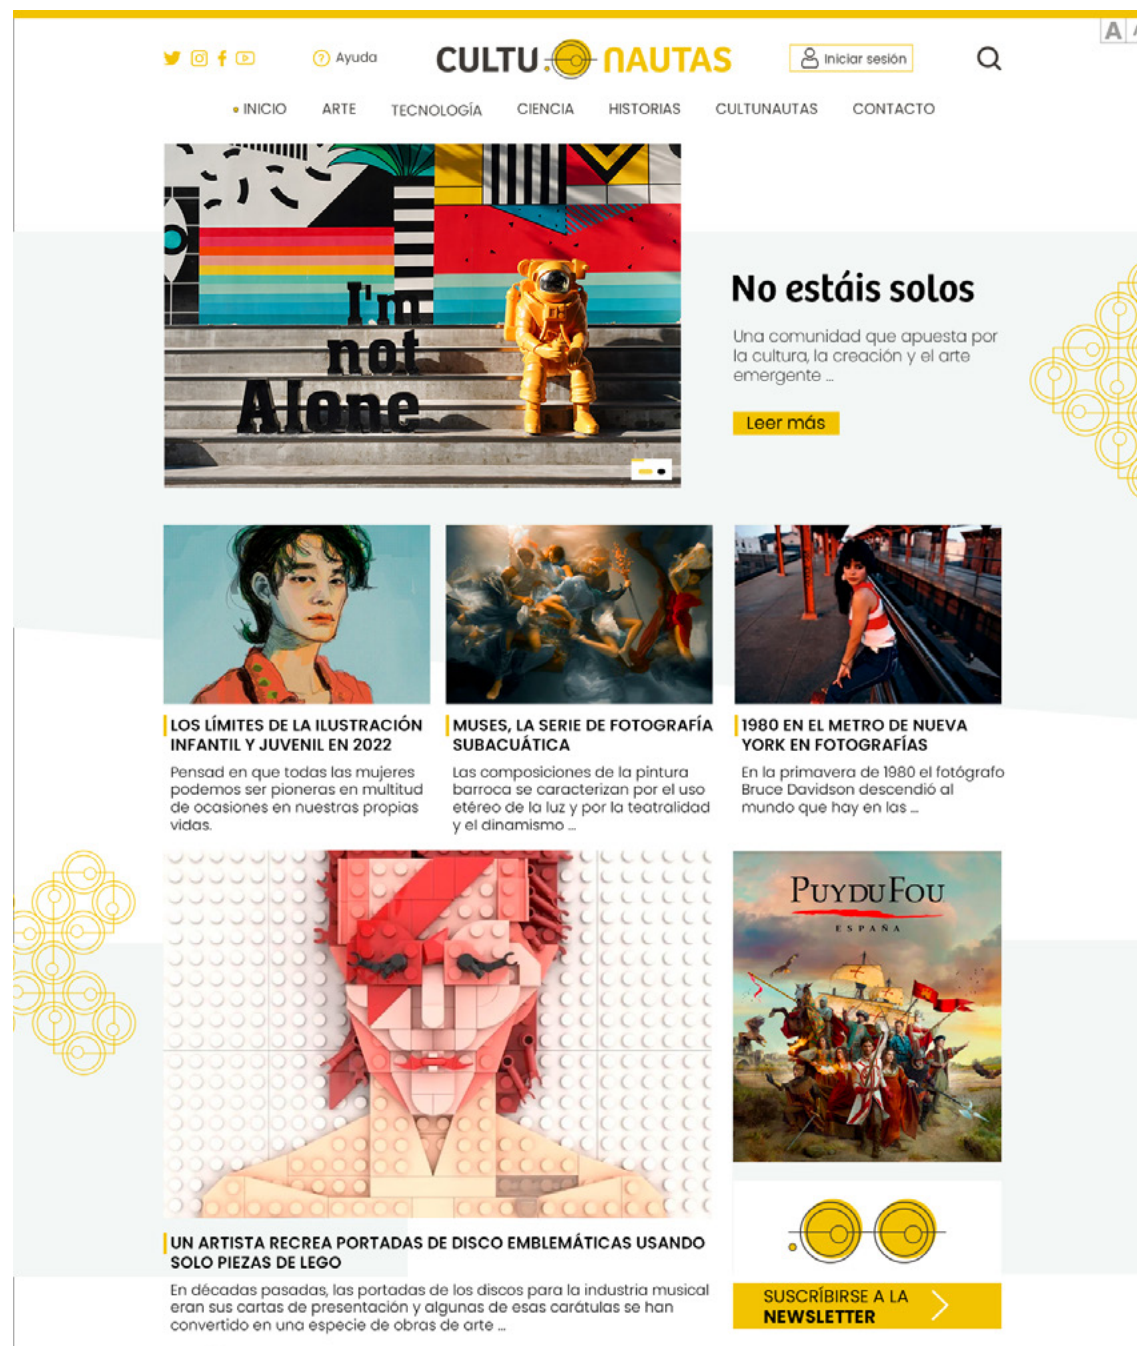 A
Ayuda
CULTU NAUTAS
Iniciar sesión
INICIO ARTE TECNOLOGÍA CIENCIA HISTORIAS CULTUNAUTAS CONTACTO
I'm
not
Alone
No estáis solos
Una comunidad que apuesta por
la cultura, la creación y el arte
emergente ...
Leer más
LOS LÍMITES DE LA ILUSTRACIÓN
INFANTIL Y JUVENIL EN 2022
Pensad en que todas las mujeres
podemos ser pioneras en multitud
de ocasiones en nuestras propias
vidas.
MUSES, LA SERIE DE FOTOGRAFÍA
SUBACUÁTICA
Las composiciones de la pintura
barroca se caracterizan por el uso
etéreo de la luz y por la teatralidad
y el dinamismo ...
1980 EN EL METRO DE NUEVA
YORK EN FOTOGRAFÍAS
En la primavera de 1980 el fotógrafo
Bruce Davidson descendió al
mundo que hay en las ...
PUY DU FOU
ESPAÑA
UN ARTISTA RECREA PORTADAS DE DISCO EMBLEMÁTICAS USANDO
SOLO PIEZAS DE LEGO
En décadas pasadas, las portadas de los discos para la industria musical
eran sus cartas de presentación y algunas de esas carátulas se han
convertido en una especie de obras de arte ...
SUSCRÍBIRSE A LA
NEWSLETTER